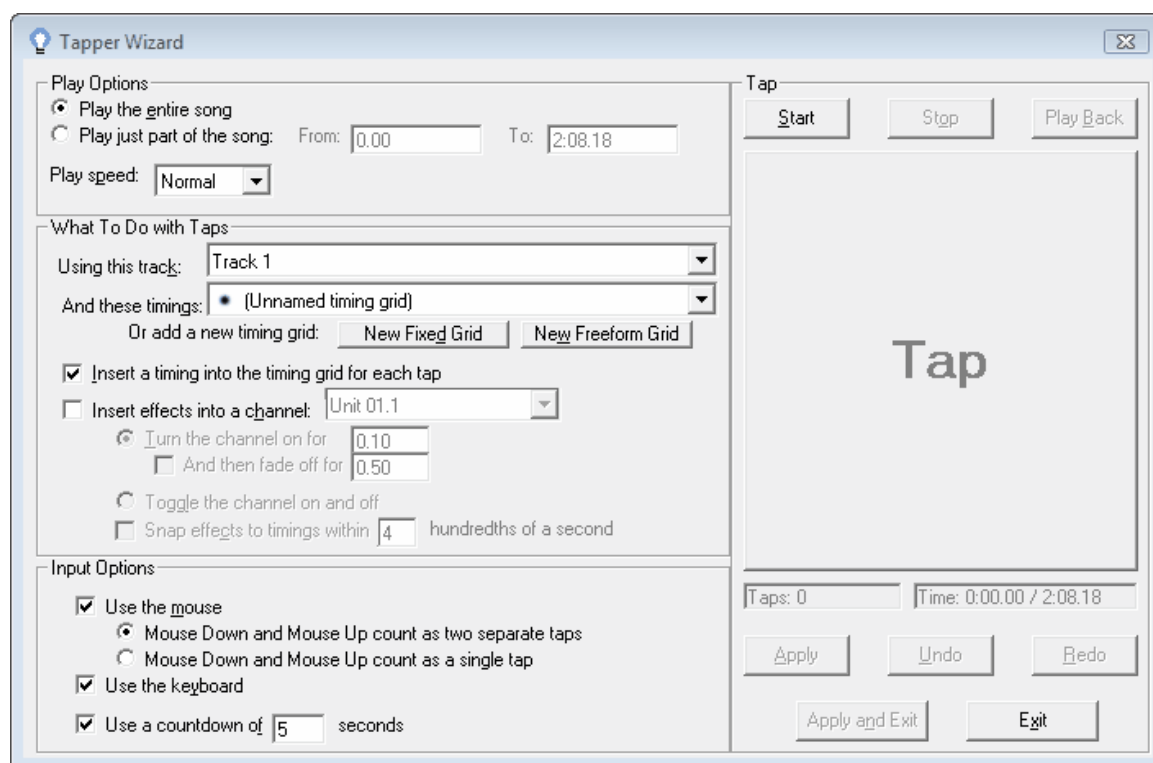 Tapper Wizard
Play Options
Play the entire song
Play just part of the song: From: 0.00 To: 2:08.18
Play speed: Normal
What To Do with Taps
Using this track: Track 1
And these timings: (Unnamed timing grid)
Or add a new timing grid: New Fixed Grid New Freeform Grid
Insert a timing into the timing grid for each tap
Insert effects into a channel: Unit 01.1
Turn the channel on for 0.10
And then fade off for 0.50
Toggle the channel on and off
Snap effects to timings within 4 hundredths of a second
Input Options
Use the mouse
Mouse Down and Mouse Up count as two separate taps
Mouse Down and Mouse Up count as a single tap
Use the keyboard
Use a countdown of 5 seconds
Tap
Start Stop Play Back
Tap
Taps: 0 Time: 0:00.00 / 2:08.18
Apply Undo Redo
Apply and Exit Exit